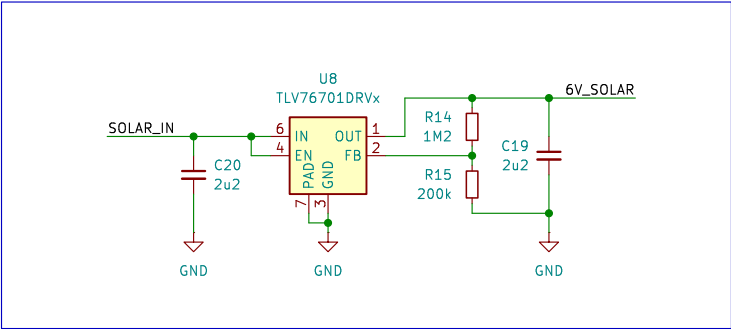 U8
TLV76701DRVx
SOLAR_IN
6 IN
4 EN
OUT 1
FB 2
PAD
GND
7
3
6V_SOLAR
R14
1M2
R15
200k
C19
2u2
C20
2u2
GND
GND
GND